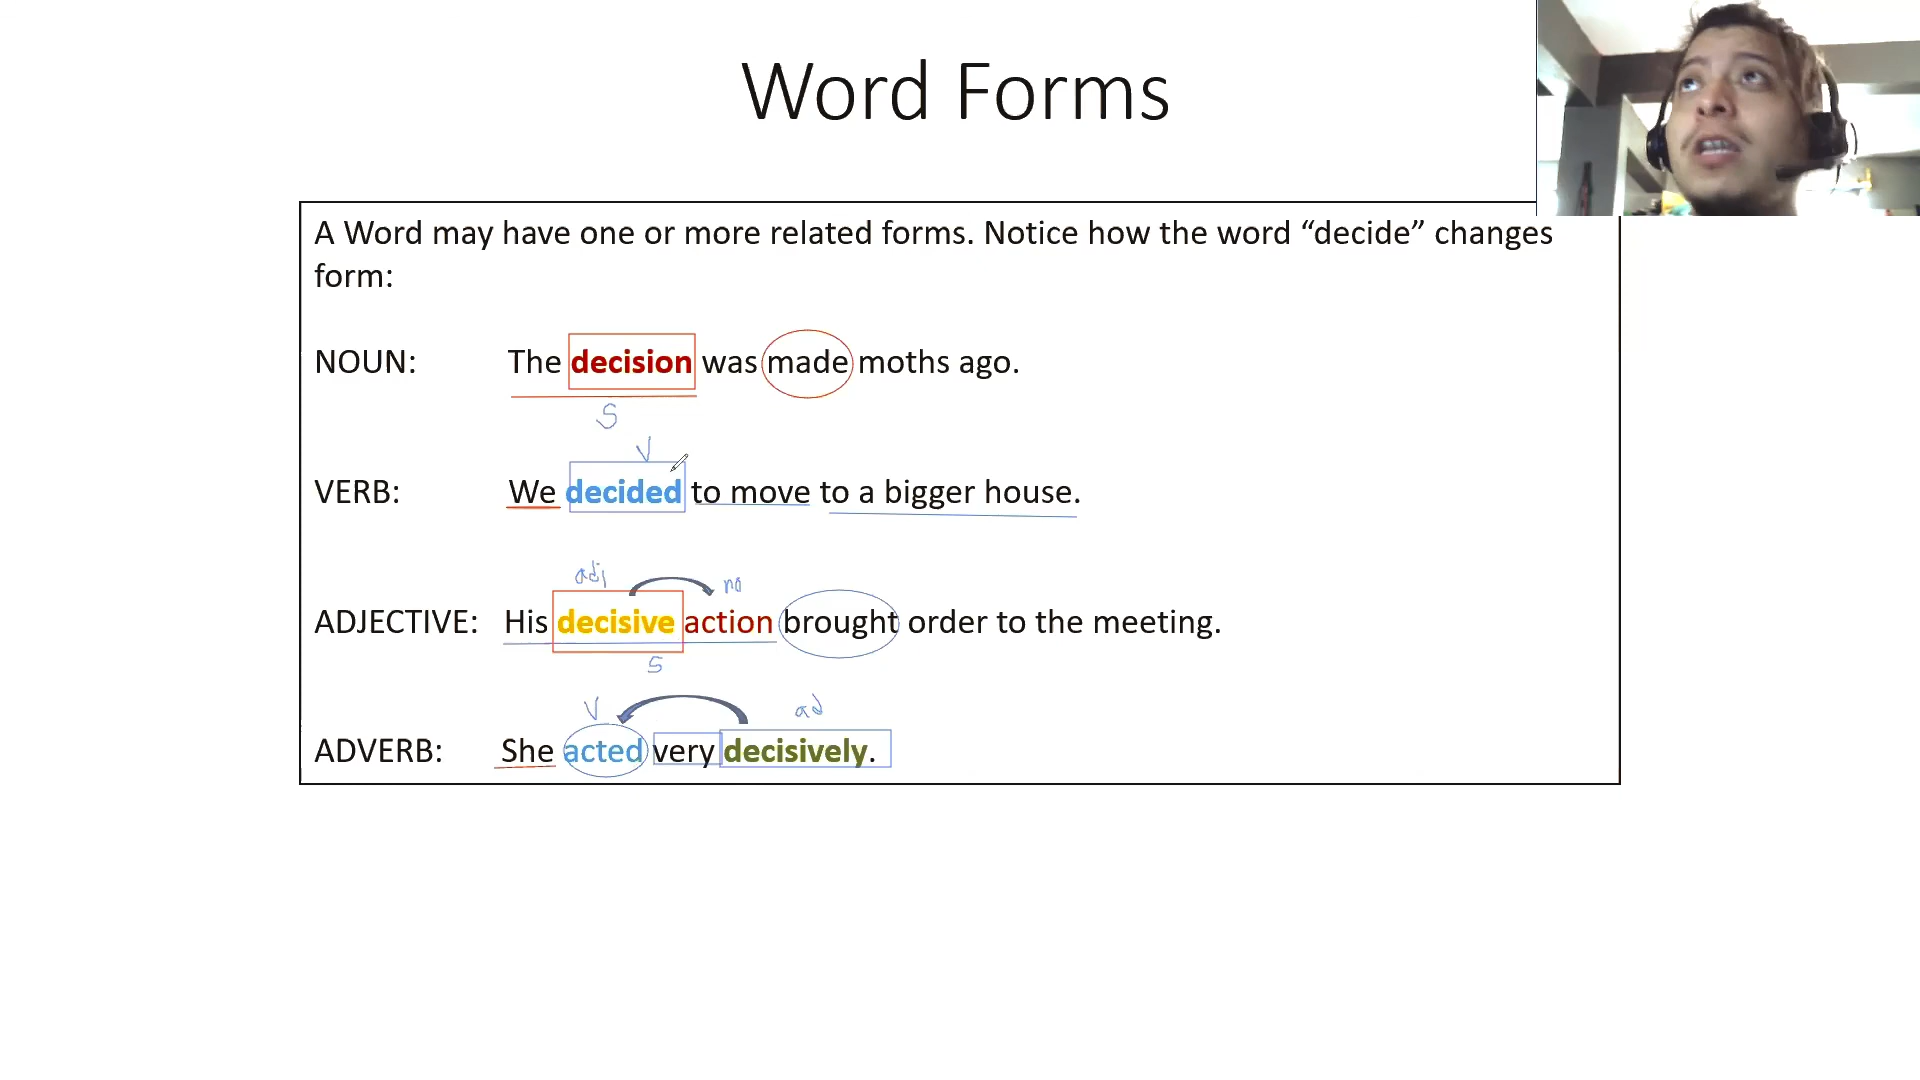 Word Forms
A Word may have one or more related forms. Notice how the word “decide” changes
form:
NOUN: The decision was made moths ago.
S
V
VERB: We decided to move to a bigger house.
adj no
ADJECTIVE: His decisive action brought order to the meeting.
S
V ad
ADVERB: She acted very decisively.